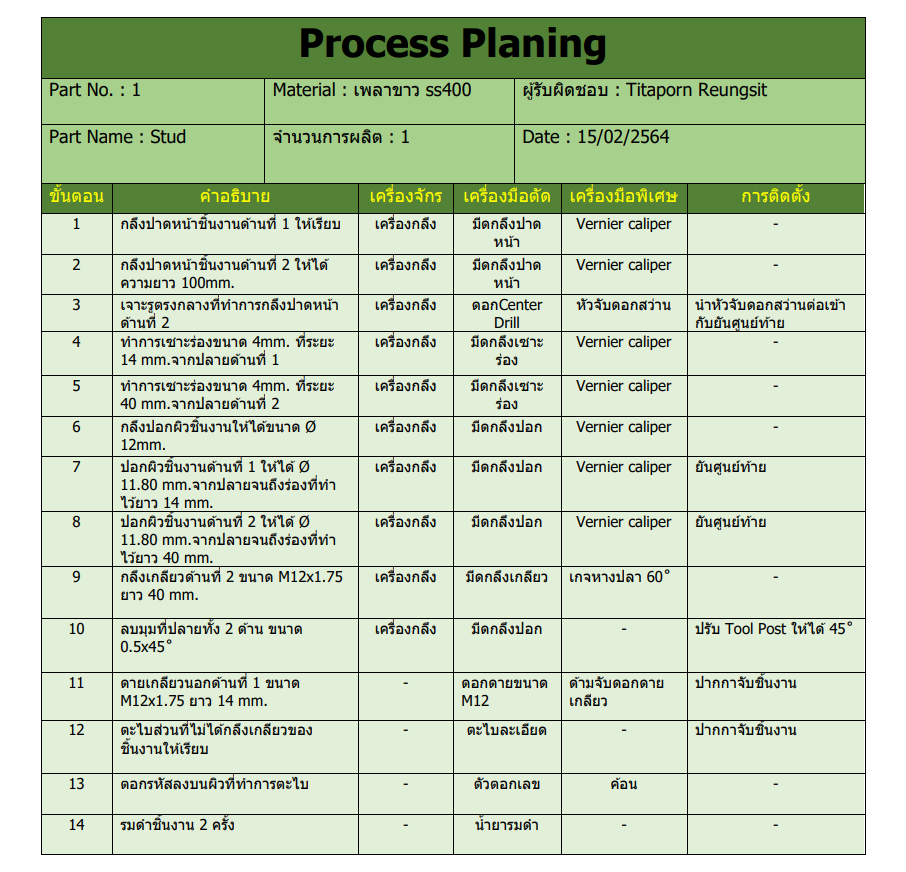 Process Planing
Part No. : 1 Material : เพลาขาว ss400 ผู้รับผิดชอบ : Titaporn Reungsit
Part Name : Stud จำนวนการผลิต : 1 Date : 15/02/2564
ขั้นตอน คำอธิบาย เครื่องจักร เครื่องมือตัด เครื่องมือพิเศษ การติดตั้ง
1 กลึงปาดหน้าชิ้นงานด้านที่ 1 ให้เรียบ เครื่องกลึง มีดกลึงปาด Vernier caliper -
หน้า
2 กลึงปาดหน้าชิ้นงานด้านที่ 2 ให้ได้ เครื่องกลึง มีดกลึงปาด Vernier caliper -
ความยาว 100mm. หน้า
3 เจาะรูตรงกลางที่ทำการกลึงปาดหน้า เครื่องกลึง ดอกCenter หัวจับดอกสว่าน นำหัวจับดอกสว่านต่อเข้า
ด้านที่ 2 Drill กับยันศูนย์ท้าย
4 ทำการเซาะร่องขนาด 4mm. ที่ระยะ เครื่องกลึง มีดกลึงเซาะ Vernier caliper -
14 mm.จากปลายด้านที่ 1 ร่อง
5 ทำการเซาะร่องขนาด 4mm. ที่ระยะ เครื่องกลึง มีดกลึงเซาะ Vernier caliper -
40 mm.จากปลายด้านที่ 2 ร่อง
6 กลึงปอกผิวชิ้นงานให้ได้ขนาด Ø เครื่องกลึง มีดกลึงปอก Vernier caliper -
12mm.
7 ปอกผิวชิ้นงานด้านที่ 1 ให้ได้ Ø เครื่องกลึง มีดกลึงปอก Vernier caliper ยันศูนย์ท้าย
11.80 mm.จากปลายจนถึงร่องที่ทำ
ไว้ยาว 14 mm.
8 ปอกผิวชิ้นงานด้านที่ 2 ให้ได้ Ø เครื่องกลึง มีดกลึงปอก Vernier caliper ยันศูนย์ท้าย
11.80 mm.จากปลายจนถึงร่องที่ทำ
ไว้ยาว 40 mm.
9 กลึงเกลียวด้านที่ 2 ขนาด M12x1.75 เครื่องกลึง มีดกลึงเกลียว เกจหางปลา 60˚ -
ยาว 40 mm.
10 ลบมุมที่ปลายทั้ง 2 ด้าน ขนาด เครื่องกลึง มีดกลึงปอก - ปรับ Tool Post ให้ได้ 45˚
0.5x45˚
11 ดายเกลียวนอกด้านที่ 1 ขนาด - ดอกดายขนาด ด้ามจับดอกดาย ปากกาจับชิ้นงาน
M12x1.75 ยาว 14 mm. M12 เกลียว
12 ตะไบส่วนที่ไม่ได้กลึงเกลียวของ - ตะไบละเอียด - ปากกาจับชิ้นงาน
ชิ้นงานให้เรียบ
13 ตอกรหัสลงบนผิวที่ทำการตะไบ - ตัวตอกเลข ค้อน -
14 รมดำชิ้นงาน 2 ครั้ง - น้ำยารมดำ - -